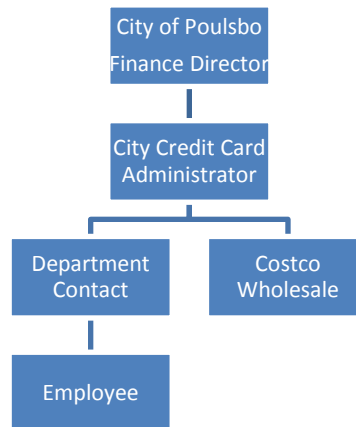 City of Poulsbo
Finance Director
City Credit Card
Administrator
Department
Contact
Costco
Wholesale
Employee